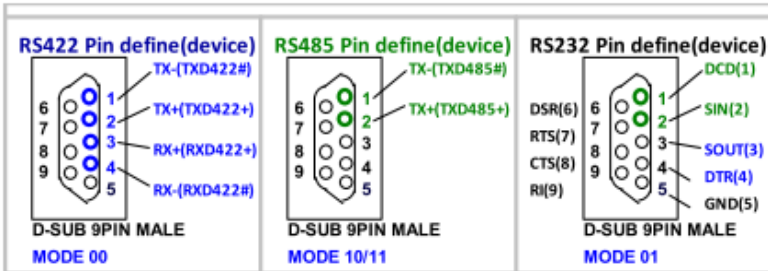 RS422 Pin define(device)
TX-(TXD422#)
1
6
TX+(TXD422+)
2
7
3
RX+(RXD422+)
8
4
9
RX-(RXD422#)
5
D-SUB 9PIN MALE
MODE 00
RS485 Pin define(device)
TX-(TXD485#)
1
6
TX+(TXD485+)
2
7
3
8
4
9
5
D-SUB 9PIN MALE
MODE 10/11
RS232 Pin define(device)
DCD(1)
1
DSR(6)
6
SIN(2)
2
RTS(7)
7
3
SOUT(3)
CTS(8)
8
4
DTR(4)
RI(9)
9
5
GND(5)
D-SUB 9PIN MALE
MODE 01